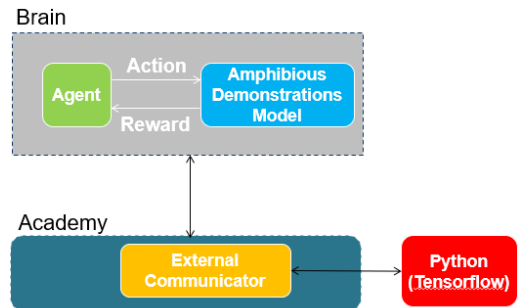 Brain
Agent
Action
Reward
Amphibious
Demonstrations
Model
Academy
External
Communicator
Python
(Tensorflow)